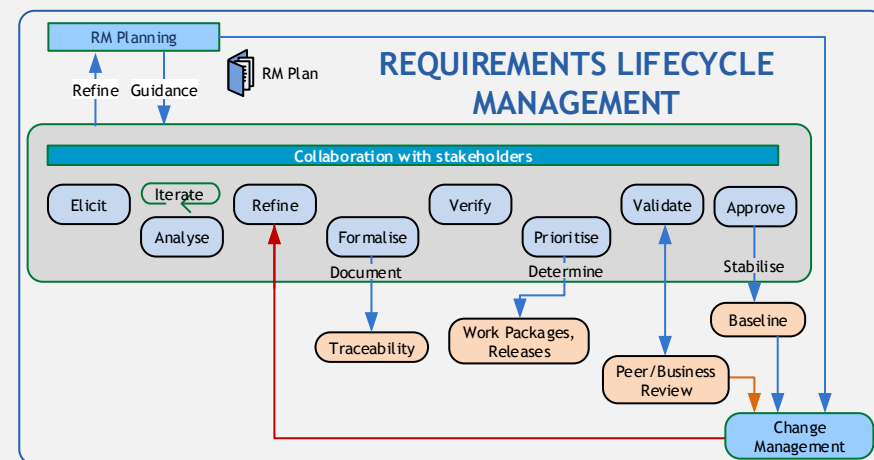 RM Planning
REQUIREMENTS LIFECYCLE
MANAGEMENT
RM Plan
Refine
Guidance
Collaboration with stakeholders
Elicit
Iterate
Analyse
Refine
Formalise
Verify
Prioritise
Validate
Approve
Document
Determine
Stabilise
Traceability
Work Packages,
Releases
Baseline
Peer/Business
Review
Change
Management